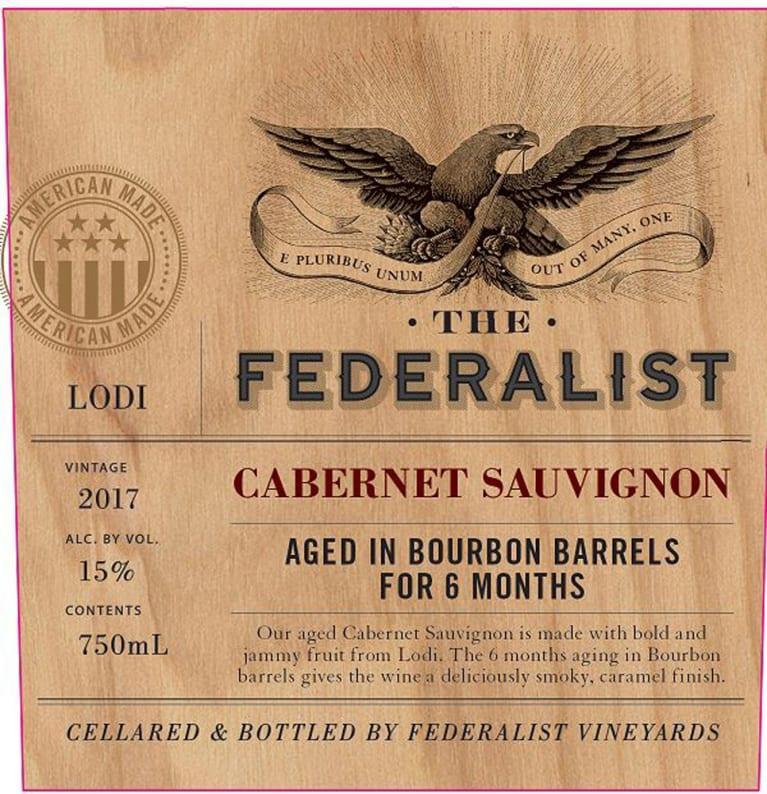 AMERICAN MADE
AMERICAN MADE
E PLURIBUS UNUM
OUT OF MANY, ONE
• THE •
FEDERALIST
LODI
VINTAGE
2017
ALC. BY VOL.
15%
CONTENTS
750mL
CABERNET SAUVIGNON
AGED IN BOURBON BARRELS
FOR 6 MONTHS
Our aged Cabernet Sauvignon is made with bold and
jammy fruit from Lodi. The 6 months aging in Bourbon
barrels gives the wine a deliciously smoky, caramel finish.
CELLARED & BOTTLED BY FEDERALIST VINEYARDS